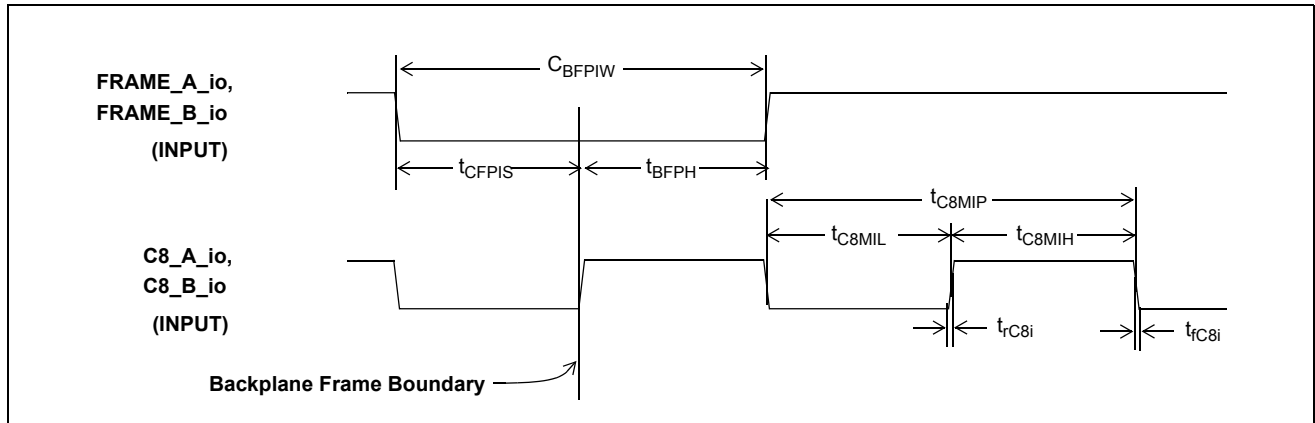 C_BFPIW
FRAME_A_io,
FRAME_B_io
(INPUT)
t_CFPIS
t_BFPH
t_C8MIP
t_C8MIL
t_C8MIH
C8_A_io,
C8_B_io
(INPUT)
t_rC8i
t_fC8i
Backplane Frame Boundary